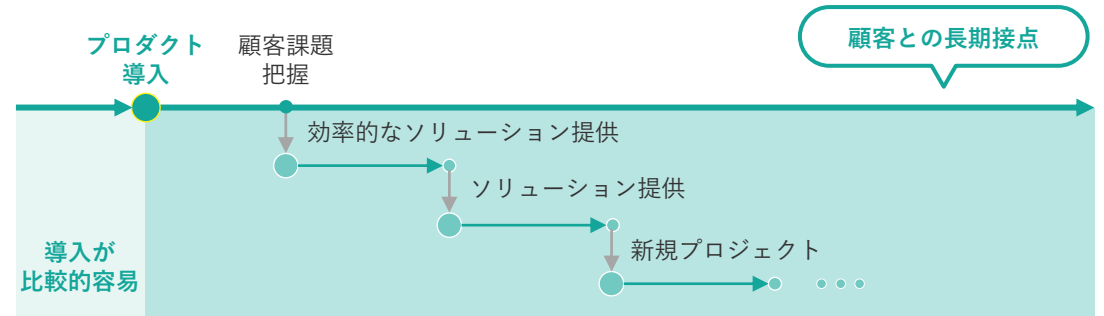 プロダクト
導入
顧客課題
把握
顧客との長期接点
効率的なソリューション提供
ソリューション提供
新規プロジェクト
導入が
比較的容易